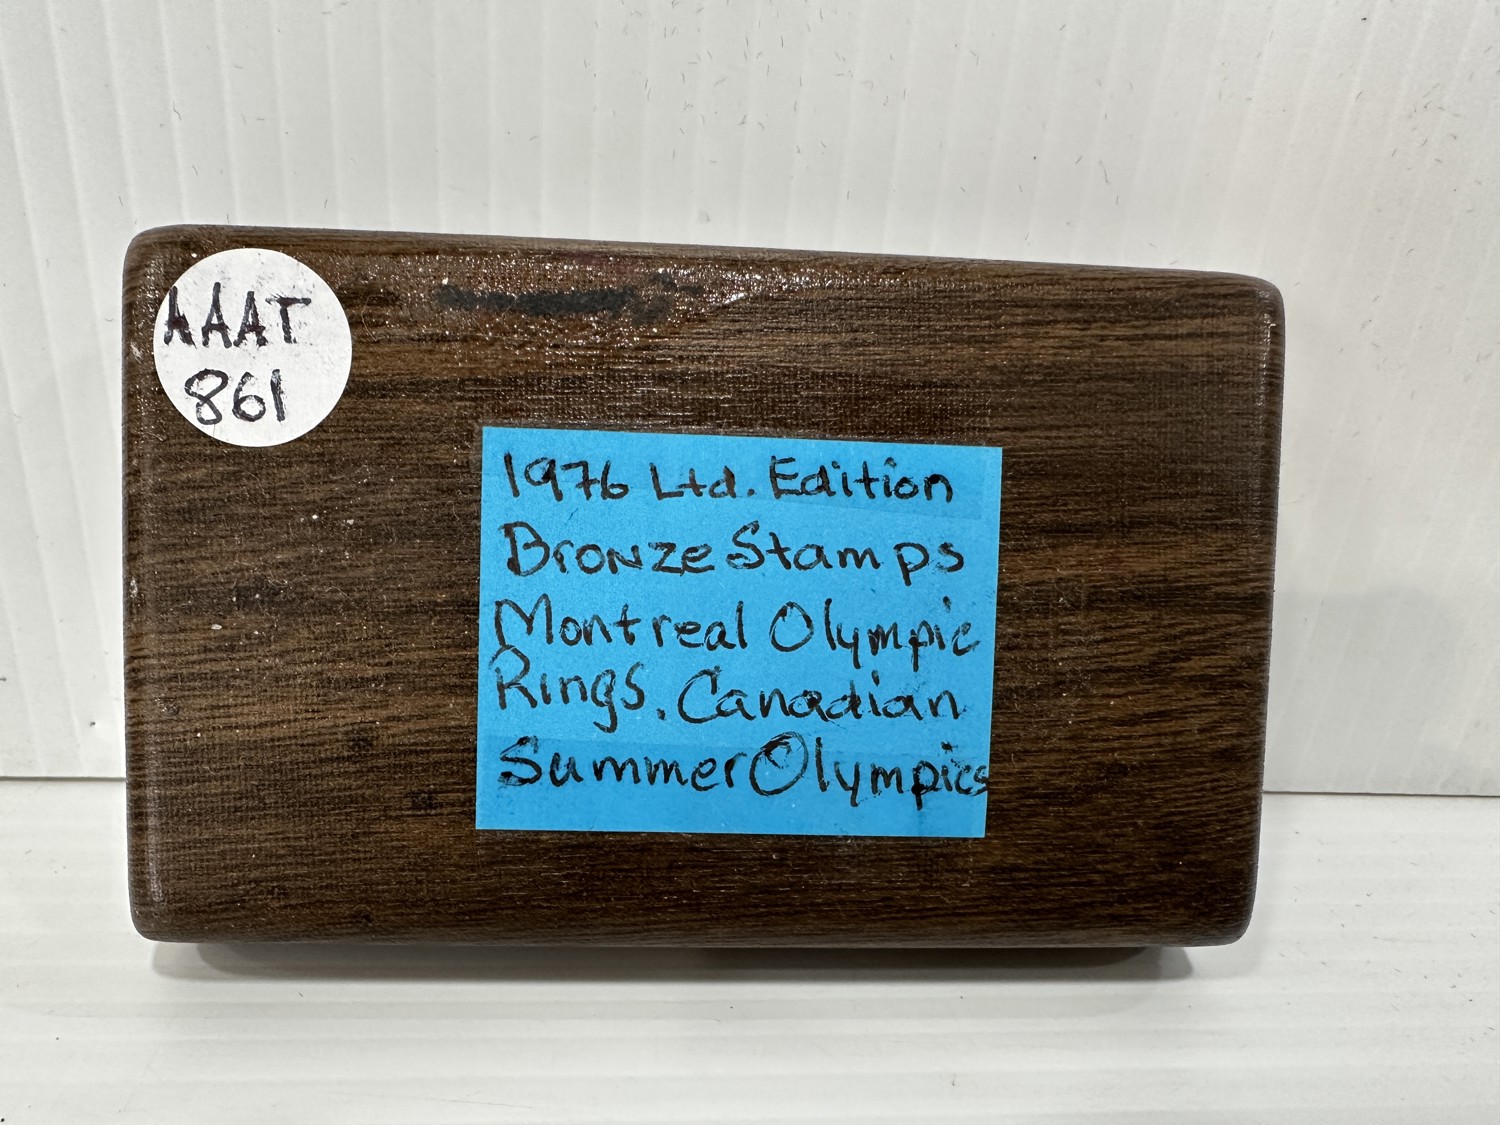 AAAT
861
1976 Ltd. Edition
Bronze Stamps
Montreal Olympic
Rings. Canadian
Summer Olympics